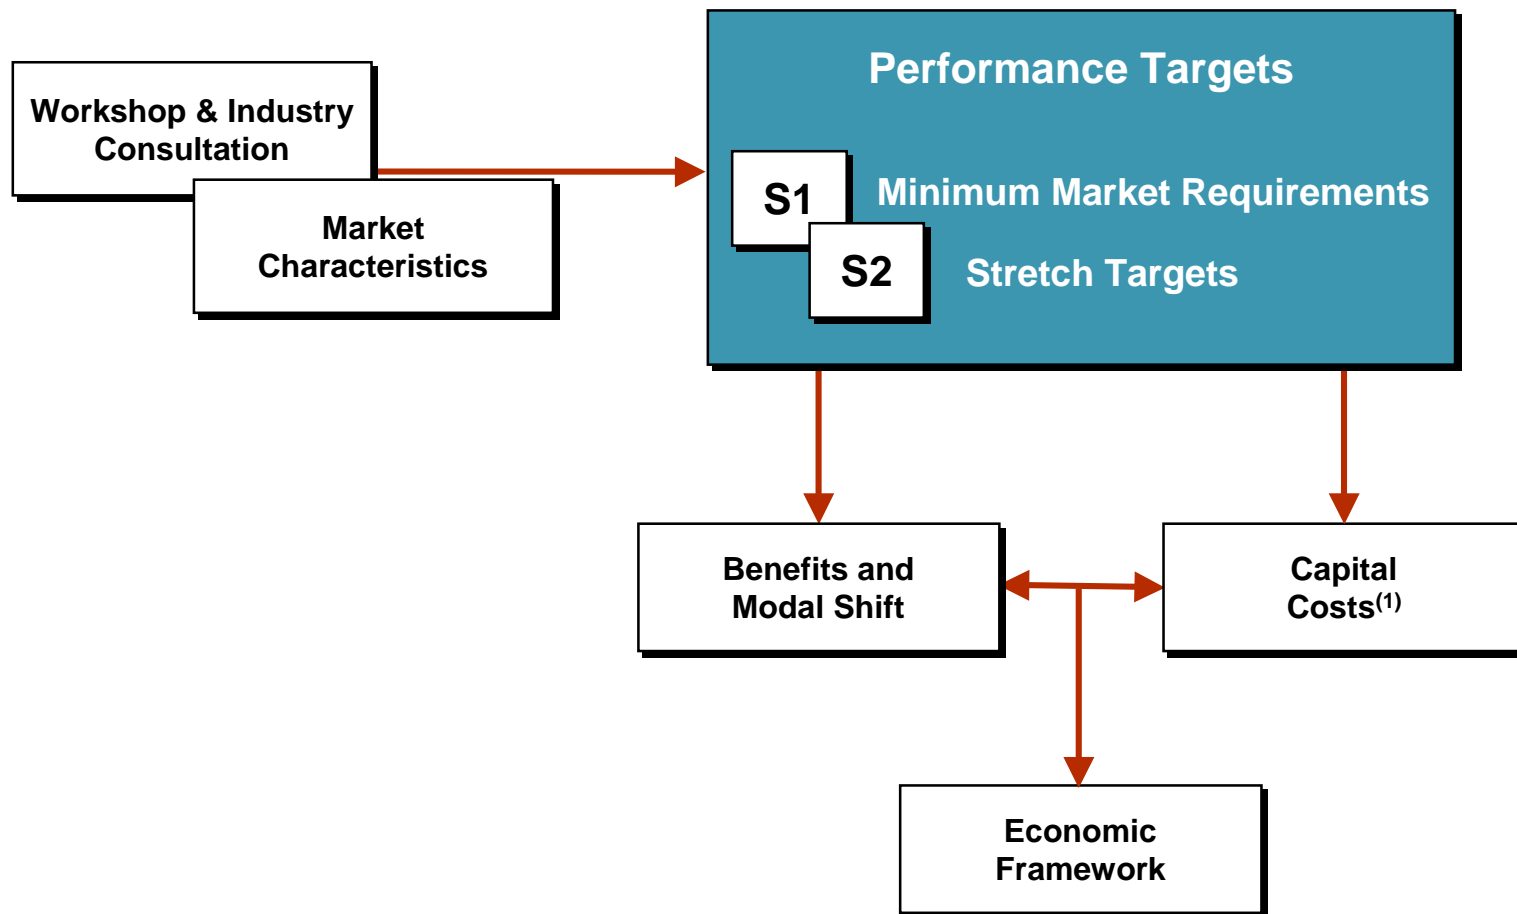 Performance Targets
Workshop & Industry
Consultation
Market
Characteristics
S1
Minimum Market Requirements
S2
Stretch Targets
Benefits and
Modal Shift
Capital
Costs(1)
Economic
Framework